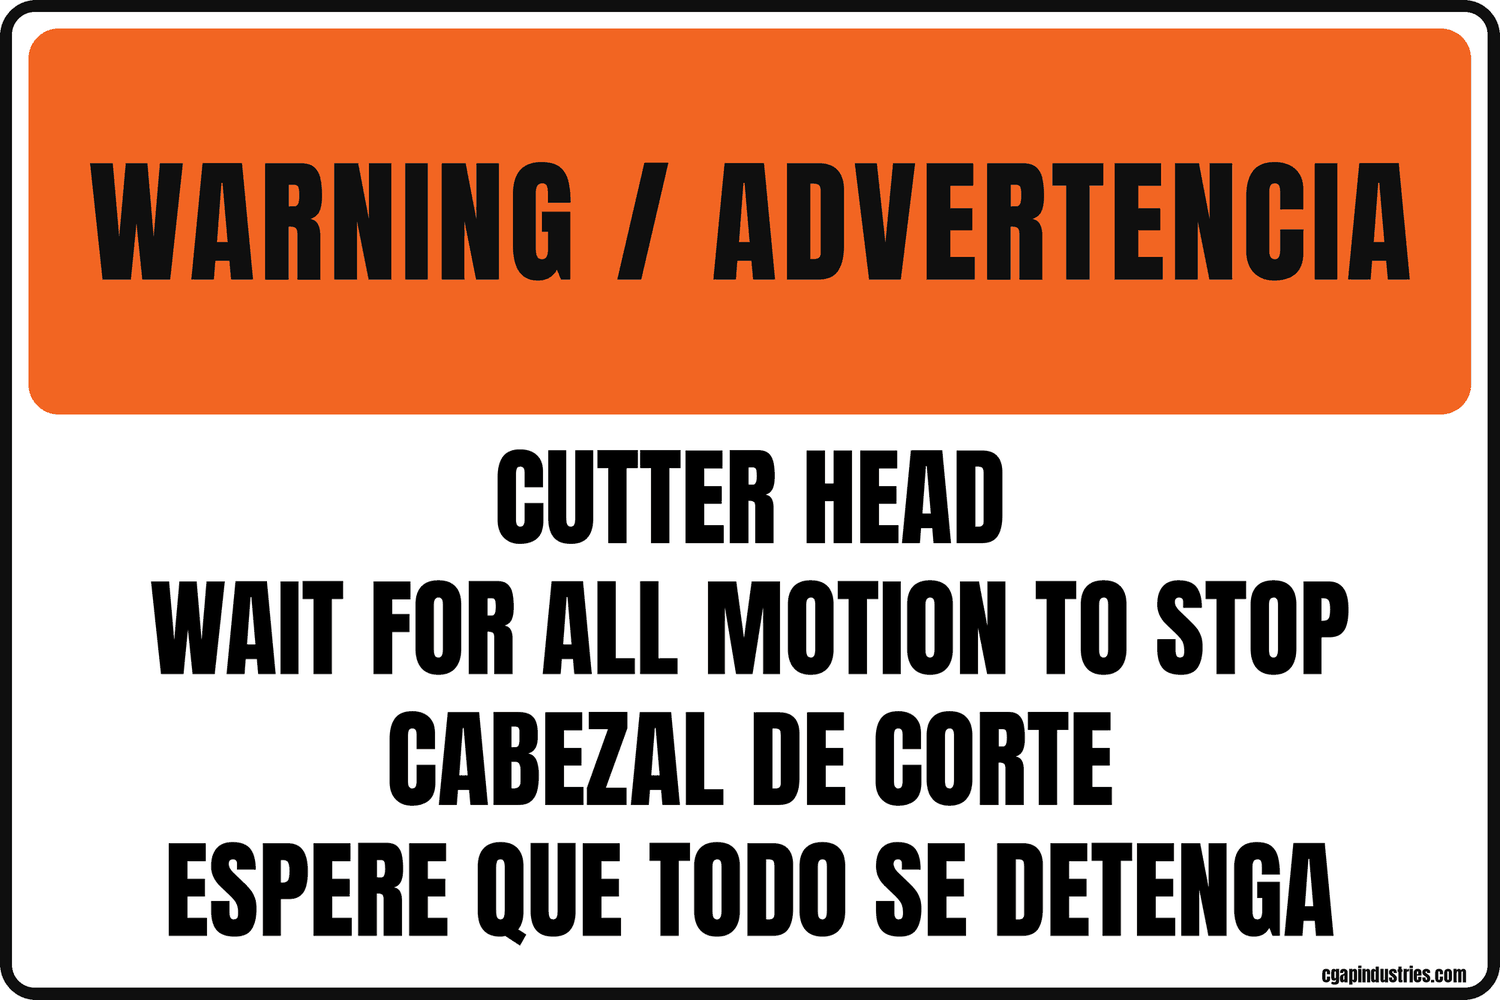 WARNING / ADVERTENCIA
CUTTER HEAD
WAIT FOR ALL MOTION TO STOP
CABEZAL DE CORTE
ESPERE QUE TODO SE DETENGA
cgapindustries.com